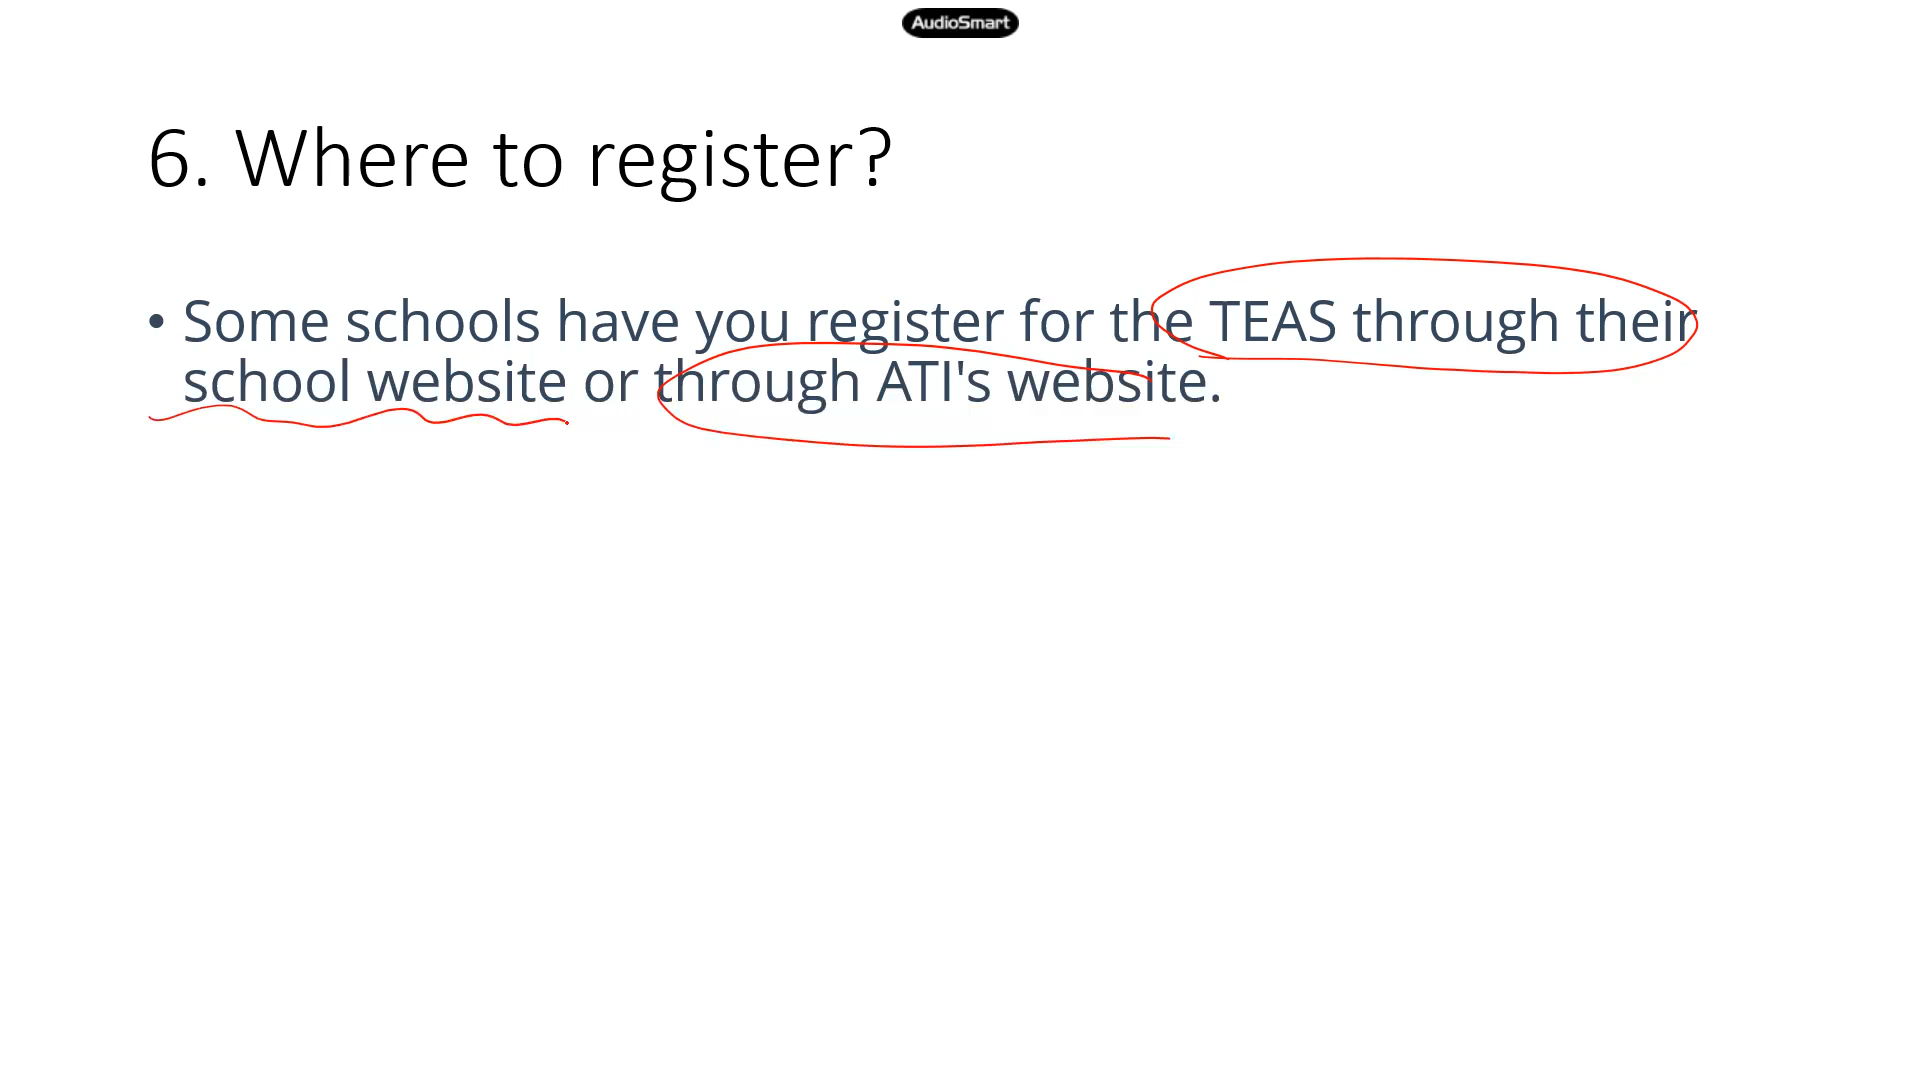 AudioSmart
6. Where to register?
• Some schools have you register for the TEAS through their
school website or through ATI's website.